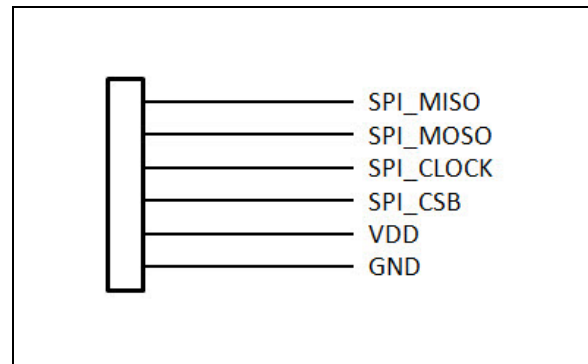 SPI_MISO
SPI_MOSO
SPI_CLOCK
SPI_CSB
VDD
GND